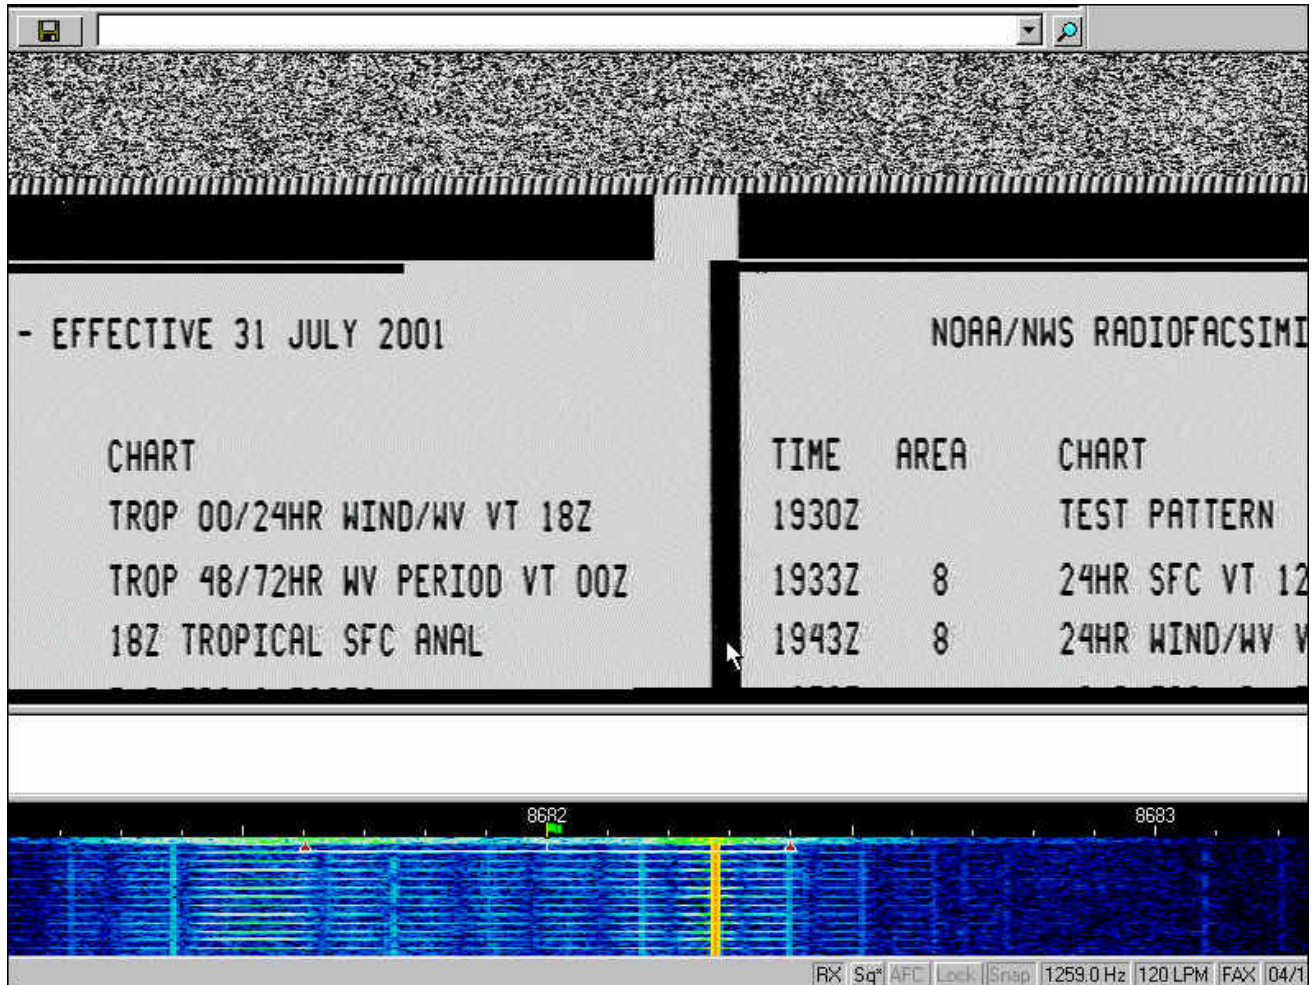 - EFFECTIVE 31 JULY 2001
CHART
TROP 00/24HR WIND/WV VT 18Z
TROP 48/72HR WV PERIOD VT 00Z
18Z TROPICAL SFC ANAL
NOAA/NWS RADIOFACSIMI
TIME AREA CHART
1930Z TEST PATTERN
1933Z 8 24HR SFC VT 12
1943Z 8 24HR WIND/WV V
8682 8683
RX Sq* AFC Lock Snap 1259.0 Hz 120 LPM FAX 04/1